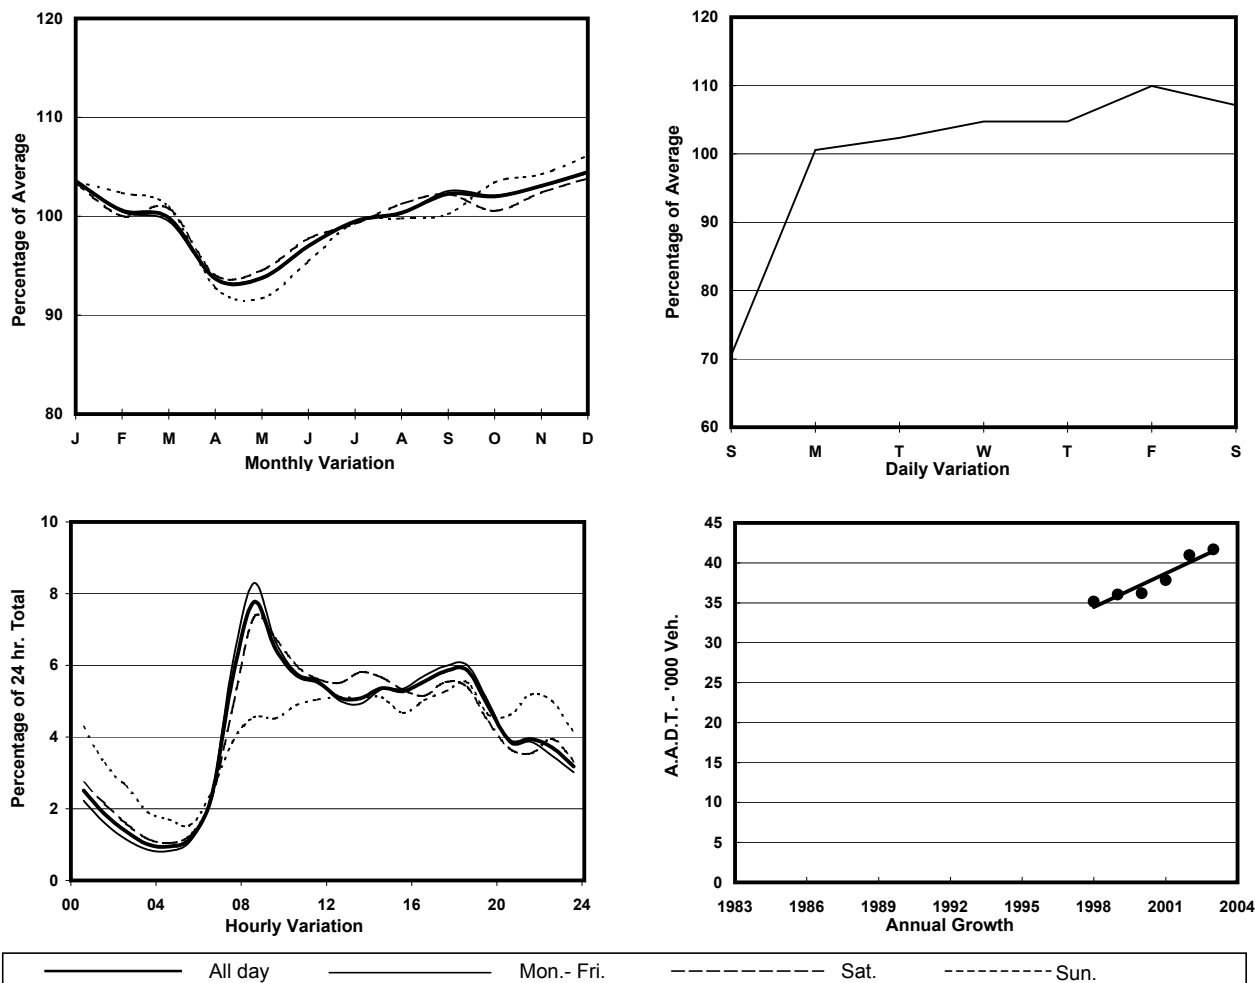 120
110
100
90
80
Percentage of Average
J F M A M J J A S O N D
Monthly Variation
120
110
100
90
80
70
60
Percentage of Average
S M T W T F S
Daily Variation
10
8
6
4
2
0
Percentage of 24 hr. Total
00 04 08 12 16 20 24
Hourly Variation
45
40
35
30
25
20
15
10
5
0
A.A.D.T. - '000 Veh.
1983 1986 1989 1992 1995 1998 2001 2004
Annual Growth
All day Mon.- Fri. Sat. Sun.